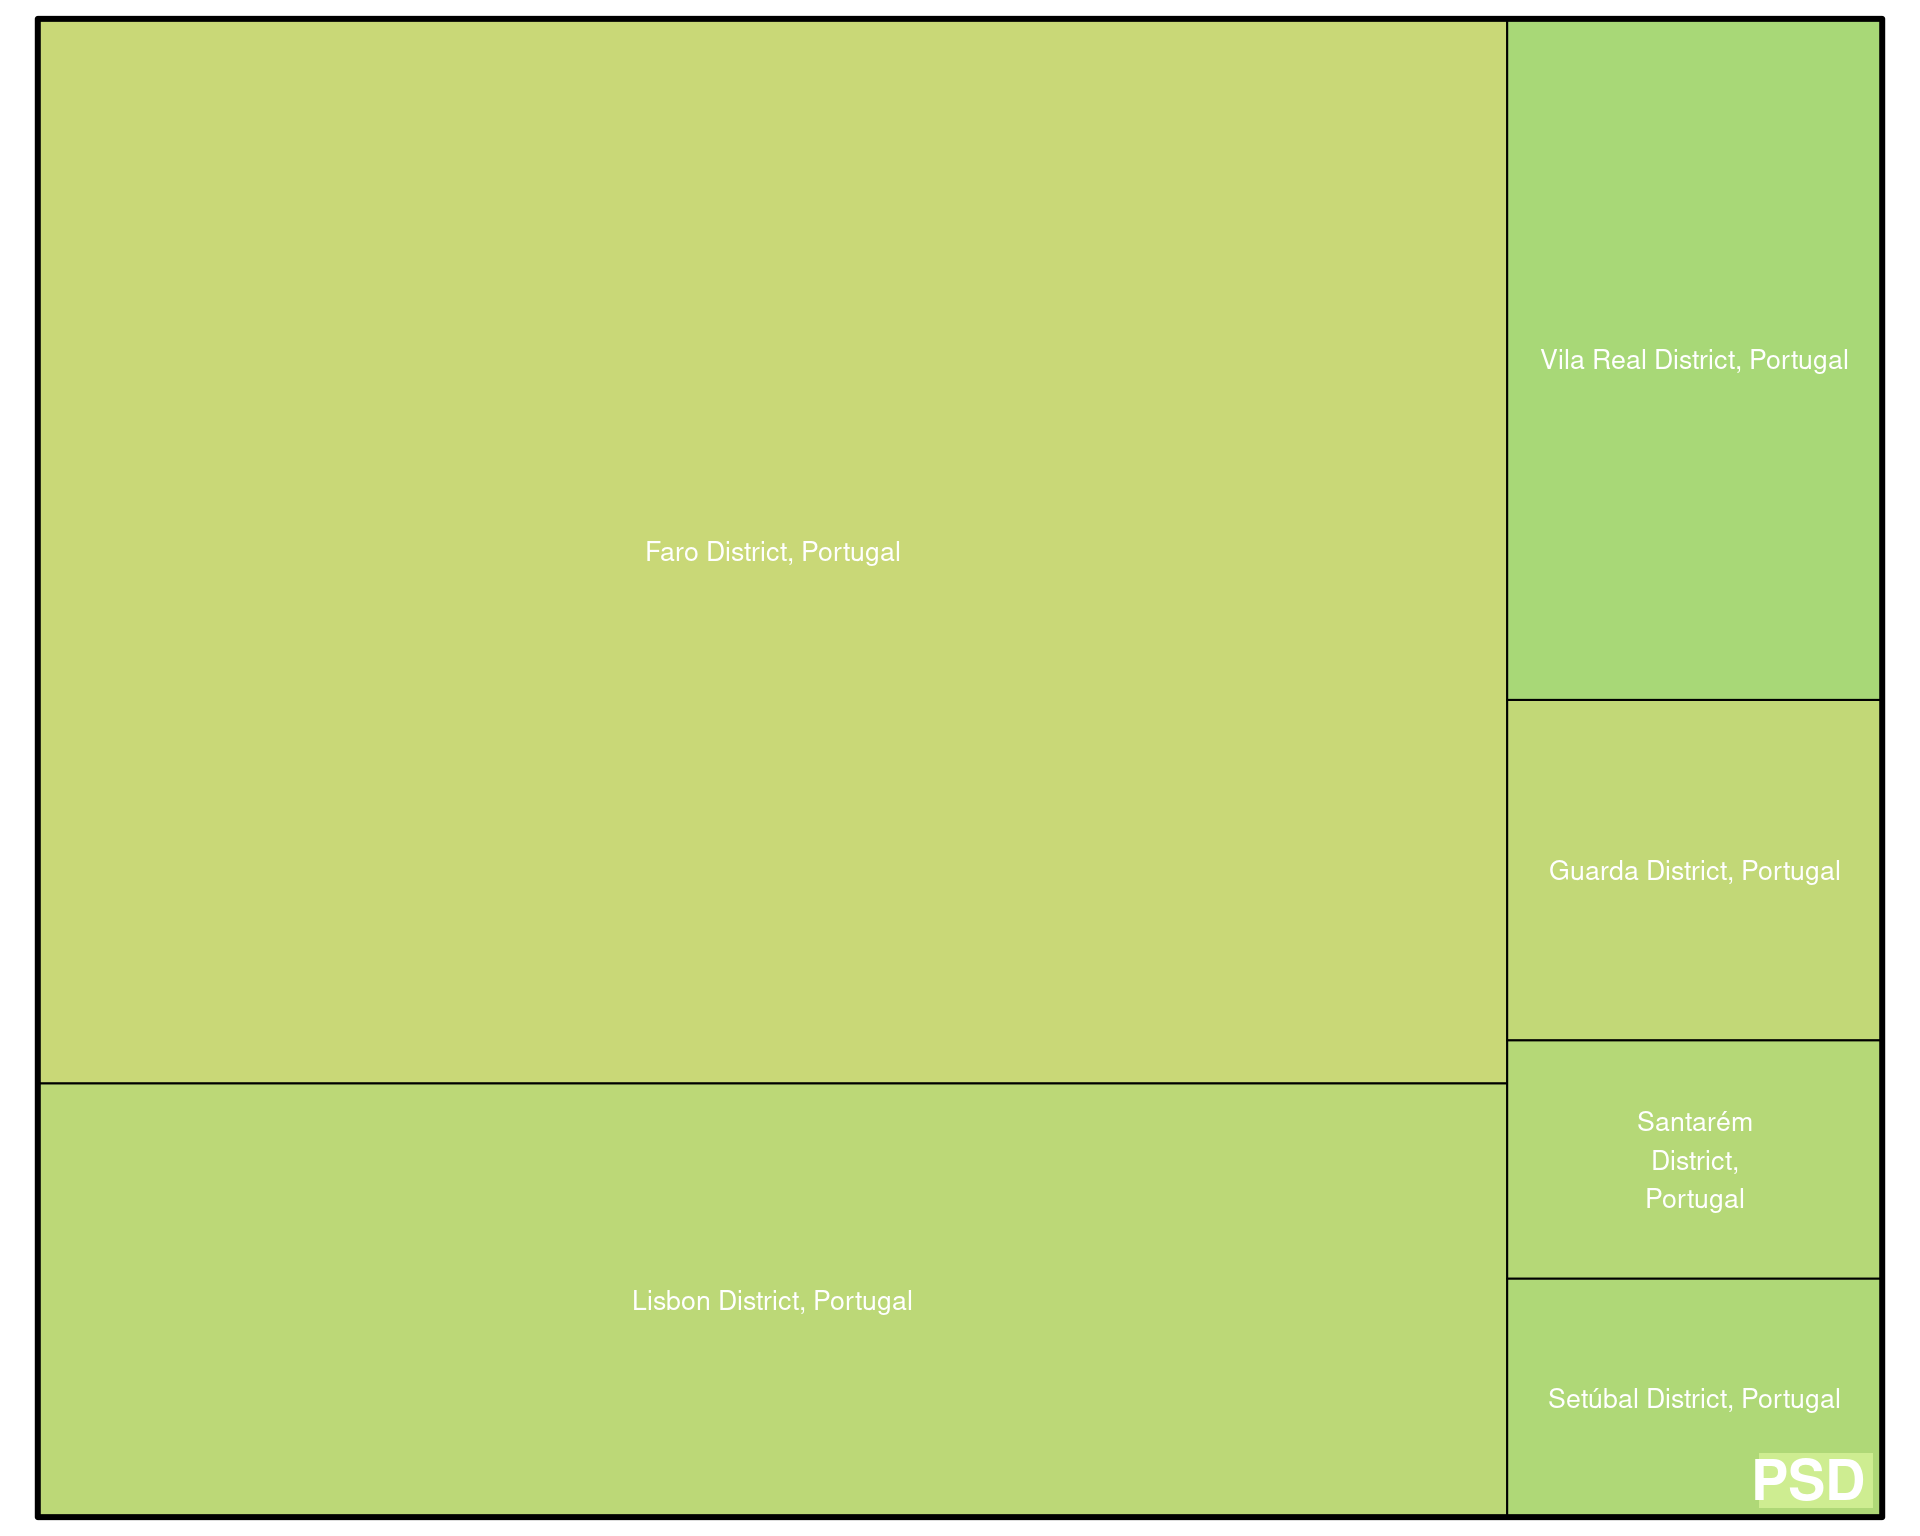 Faro District, Portugal
Lisbon District, Portugal
Vila Real District, Portugal
Guarda District, Portugal
Santarém
District,
Portugal
Setúbal District, Portugal
PSD